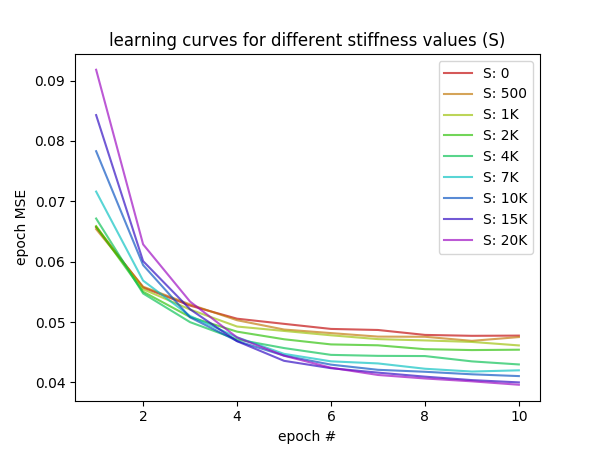 learning curves for different stiffness values (S)
epoch MSE
0.09
0.08
0.07
0.06
0.05
0.04
S: 0
S: 500
S: 1K
S: 2K
S: 4K
S: 7K
S: 10K
S: 15K
S: 20K
2 4 6 8 10
epoch #